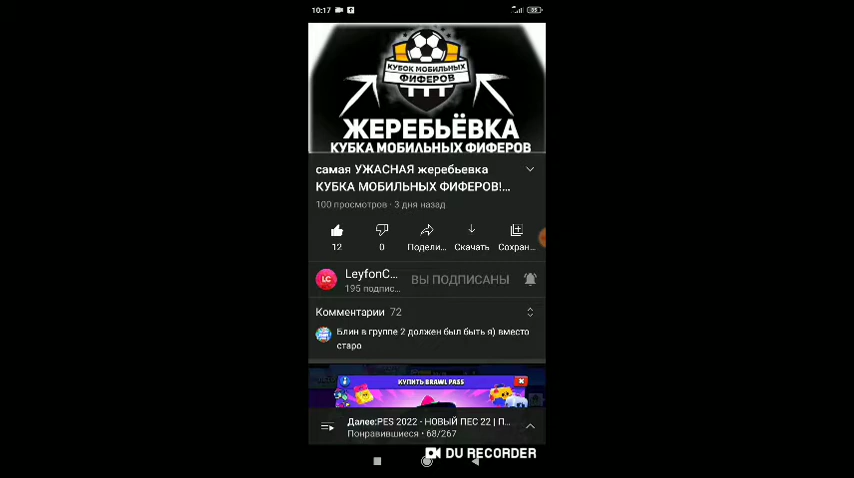 10:17
КУБОК МОБИЛЬНЫХ
ФИФЕРОВ
ЖЕРЕБЬЁВКА
КУБКА МОБИЛЬНЫХ ФИФЕРОВ
самая УЖАСНАЯ жеребьевка
КУБКА МОБИЛЬНЫХ ФИФЕРОВ!...
100 просмотров · 3 дня назад
12 0 Подели... Скачать Сохран...
LC LeyfonC... ВЫ ПОДПИСАНЫ
195 подпис...
Комментарии 72
Блин в группе 2 должен был быть я) вместо
старо
КУПИТЬ BRAWL PASS
Далее:PES 2022 - НОВЫЙ ПЕС 22 | П...
Понравившиеся • 68/267
DU RECORDER